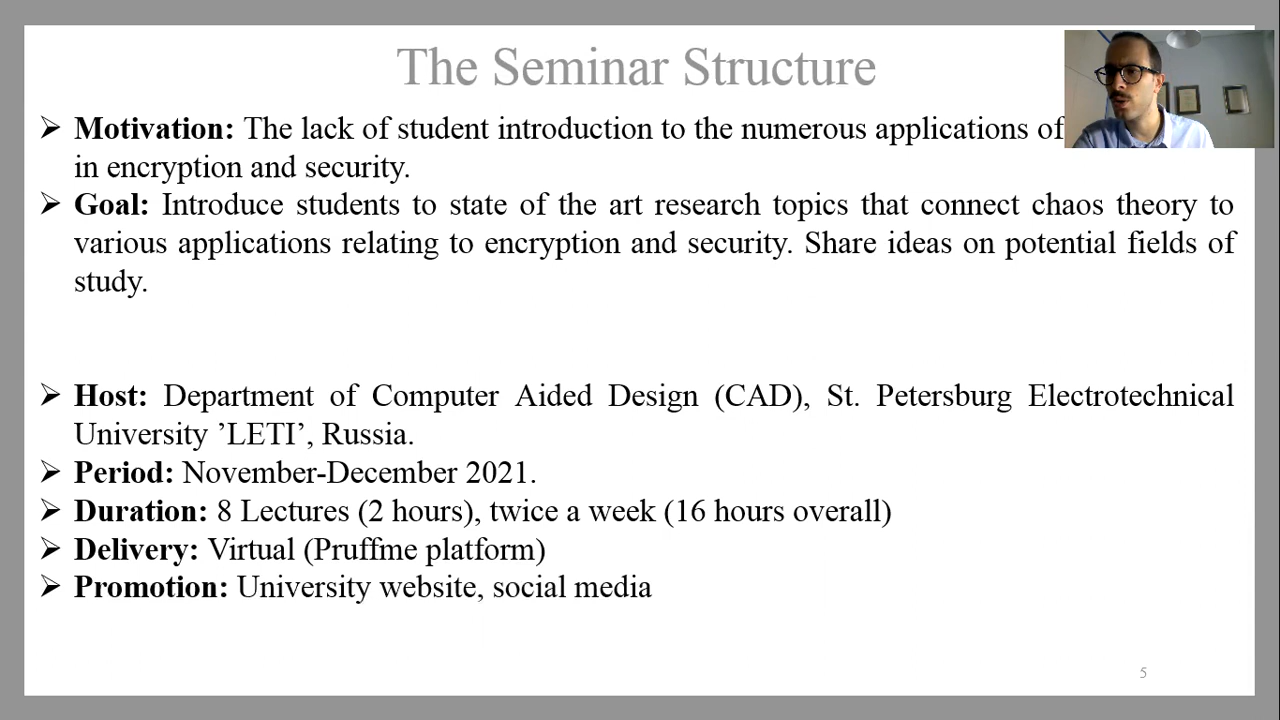 The Seminar Structure
➢ Motivation: The lack of student introduction to the numerous applications of
in encryption and security.
➢ Goal: Introduce students to state of the art research topics that connect chaos theory to
various applications relating to encryption and security. Share ideas on potential fields of
study.
➢ Host: Department of Computer Aided Design (CAD), St. Petersburg Electrotechnical
University ’LETI’, Russia.
➢ Period: November-December 2021.
➢ Duration: 8 Lectures (2 hours), twice a week (16 hours overall)
➢ Delivery: Virtual (Pruffme platform)
➢ Promotion: University website, social media
5